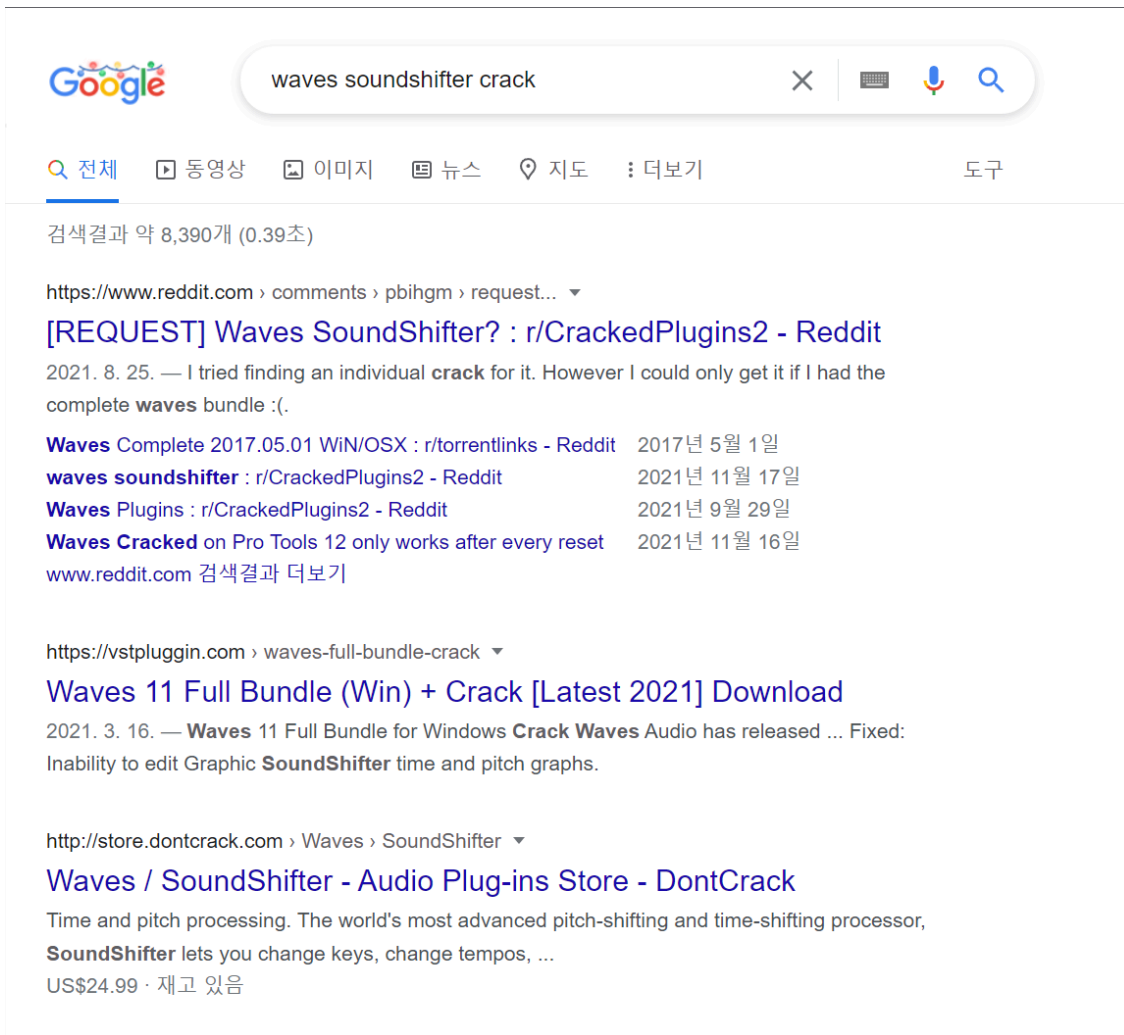 Google
waves soundshifter crack
전체 동영상 이미지 뉴스 지도 더보기 도구
검색결과 약 8,390개 (0.39초)
https://www.reddit.com › comments › pbihgm › request...
[REQUEST] Waves SoundShifter? : r/CrackedPlugins2 - Reddit
2021. 8. 25. — I tried finding an individual crack for it. However I could only get it if I had the
complete waves bundle :(.
Waves Complete 2017.05.01 WiN/OSX : r/torrentlinks - Reddit 2017년 5월 1일
waves soundshifter : r/CrackedPlugins2 - Reddit 2021년 11월 17일
Waves Plugins : r/CrackedPlugins2 - Reddit 2021년 9월 29일
Waves Cracked on Pro Tools 12 only works after every reset 2021년 11월 16일
www.reddit.com 검색결과 더보기
https://vstpluggin.com › waves-full-bundle-crack
Waves 11 Full Bundle (Win) + Crack [Latest 2021] Download
2021. 3. 16. — Waves 11 Full Bundle for Windows Crack Waves Audio has released ... Fixed:
Inability to edit Graphic SoundShifter time and pitch graphs.
http://store.dontcrack.com › Waves › SoundShifter
Waves / SoundShifter - Audio Plug-ins Store - DontCrack
Time and pitch processing. The world's most advanced pitch-shifting and time-shifting processor,
SoundShifter lets you change keys, change tempos, ...
US$24.99 · 재고 있음